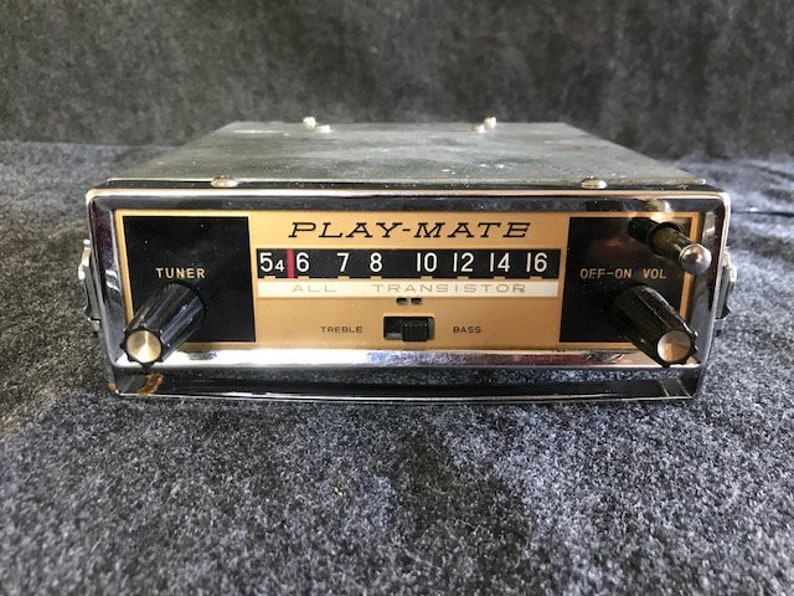 PLAY-MATE
TUNER
54 6 7 8 10 12 14 16
OFF-ON VOL
ALL TRANSISTOR
TREBLE BASS